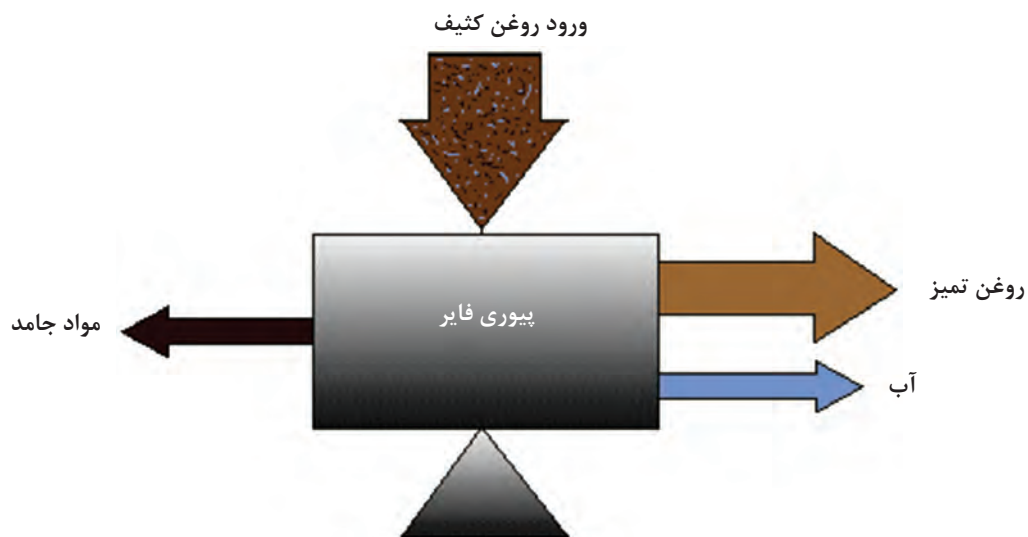 ورود روغن کثیف
روغن تمیز
پیوری فایر
مواد جامد
آب